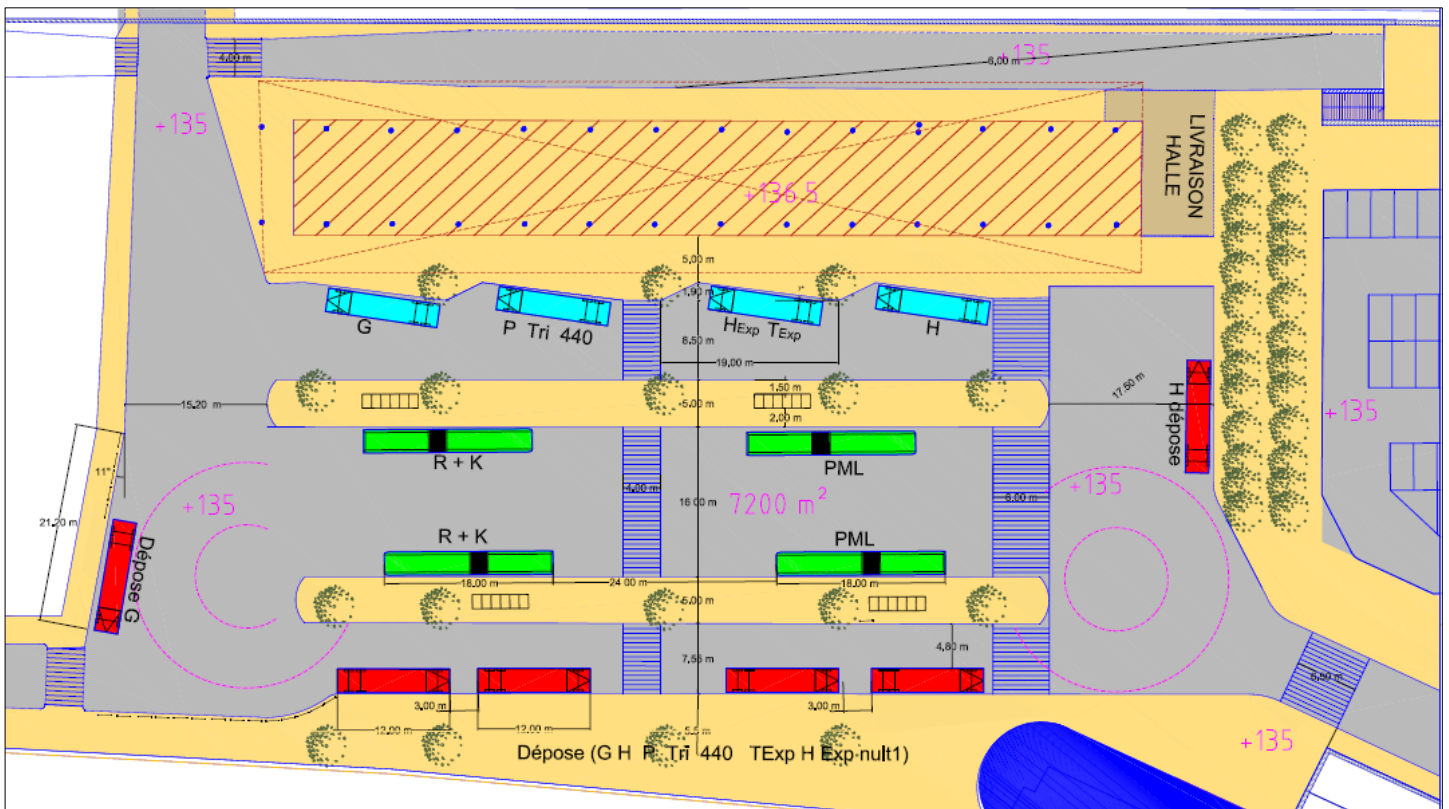 4,00 m
+135
6,00 m
+135
LIVRAISON
HALLE
+136.5
5,00 m
1,90 m
G
P Tri 440
HExp TExp
H
8.50 m
19,00 m
1,50 m
15,20 m
5,00 m
2,00 m
17,50 m
H dépose
+135
R + K
PML
11°
4,00 m
16,00 m
7200 m²
6,00 m
+135
+135
21,20 m
R + K
PML
Dépose G
18,00 m
24,00 m
18,00 m
5,00 m
7,55 m
4,80 m
6,50 m
3,00 m
3,00 m
12,00 m
12,00 m
+135
Dépose (G H P Tri 440 TExp H Exp-nult1)